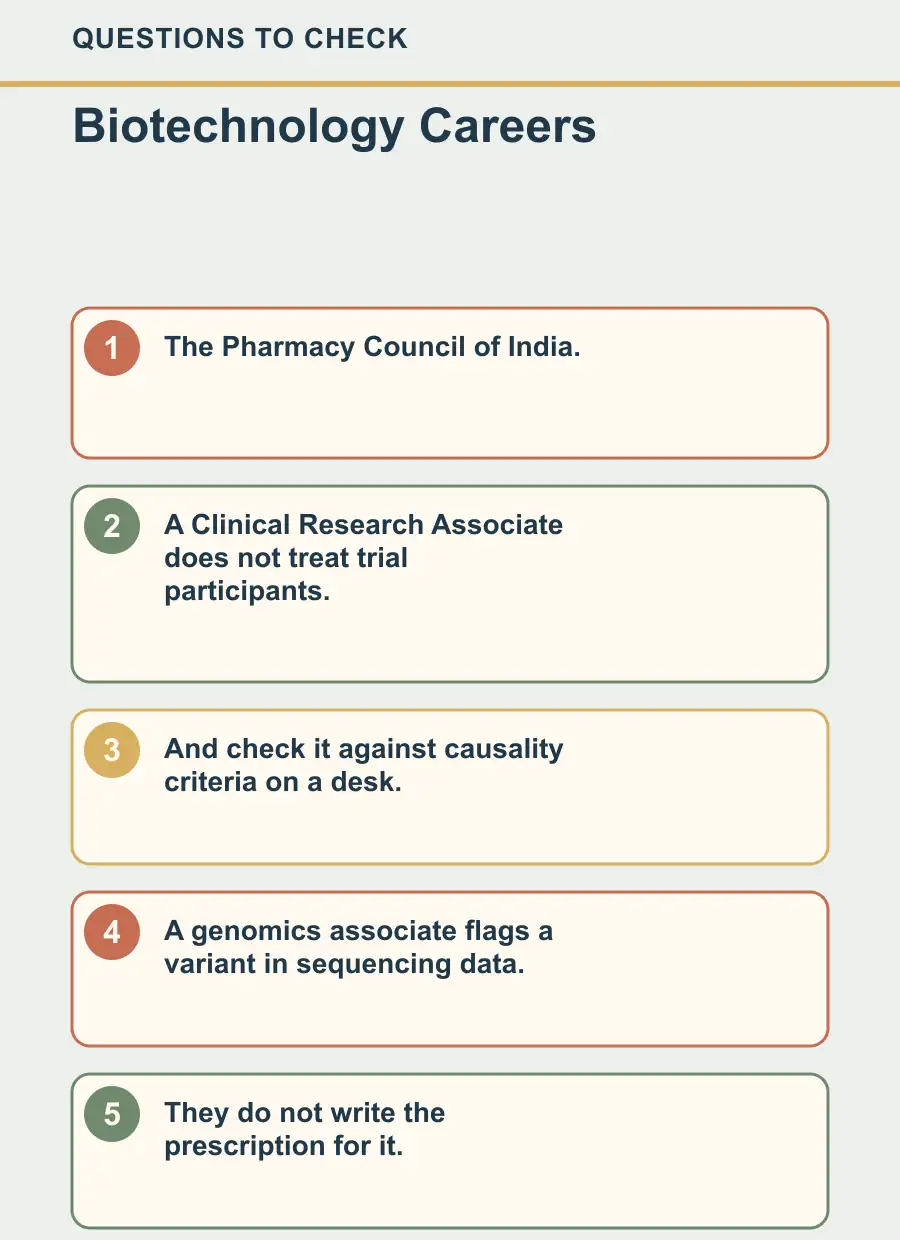 QUESTIONS TO CHECK
Biotechnology Careers
1
The Pharmacy Council of India.
2
A Clinical Research Associate
does not treat trial
participants.
3
And check it against causality
criteria on a desk.
4
A genomics associate flags a
variant in sequencing data.
5
They do not write the
prescription for it.